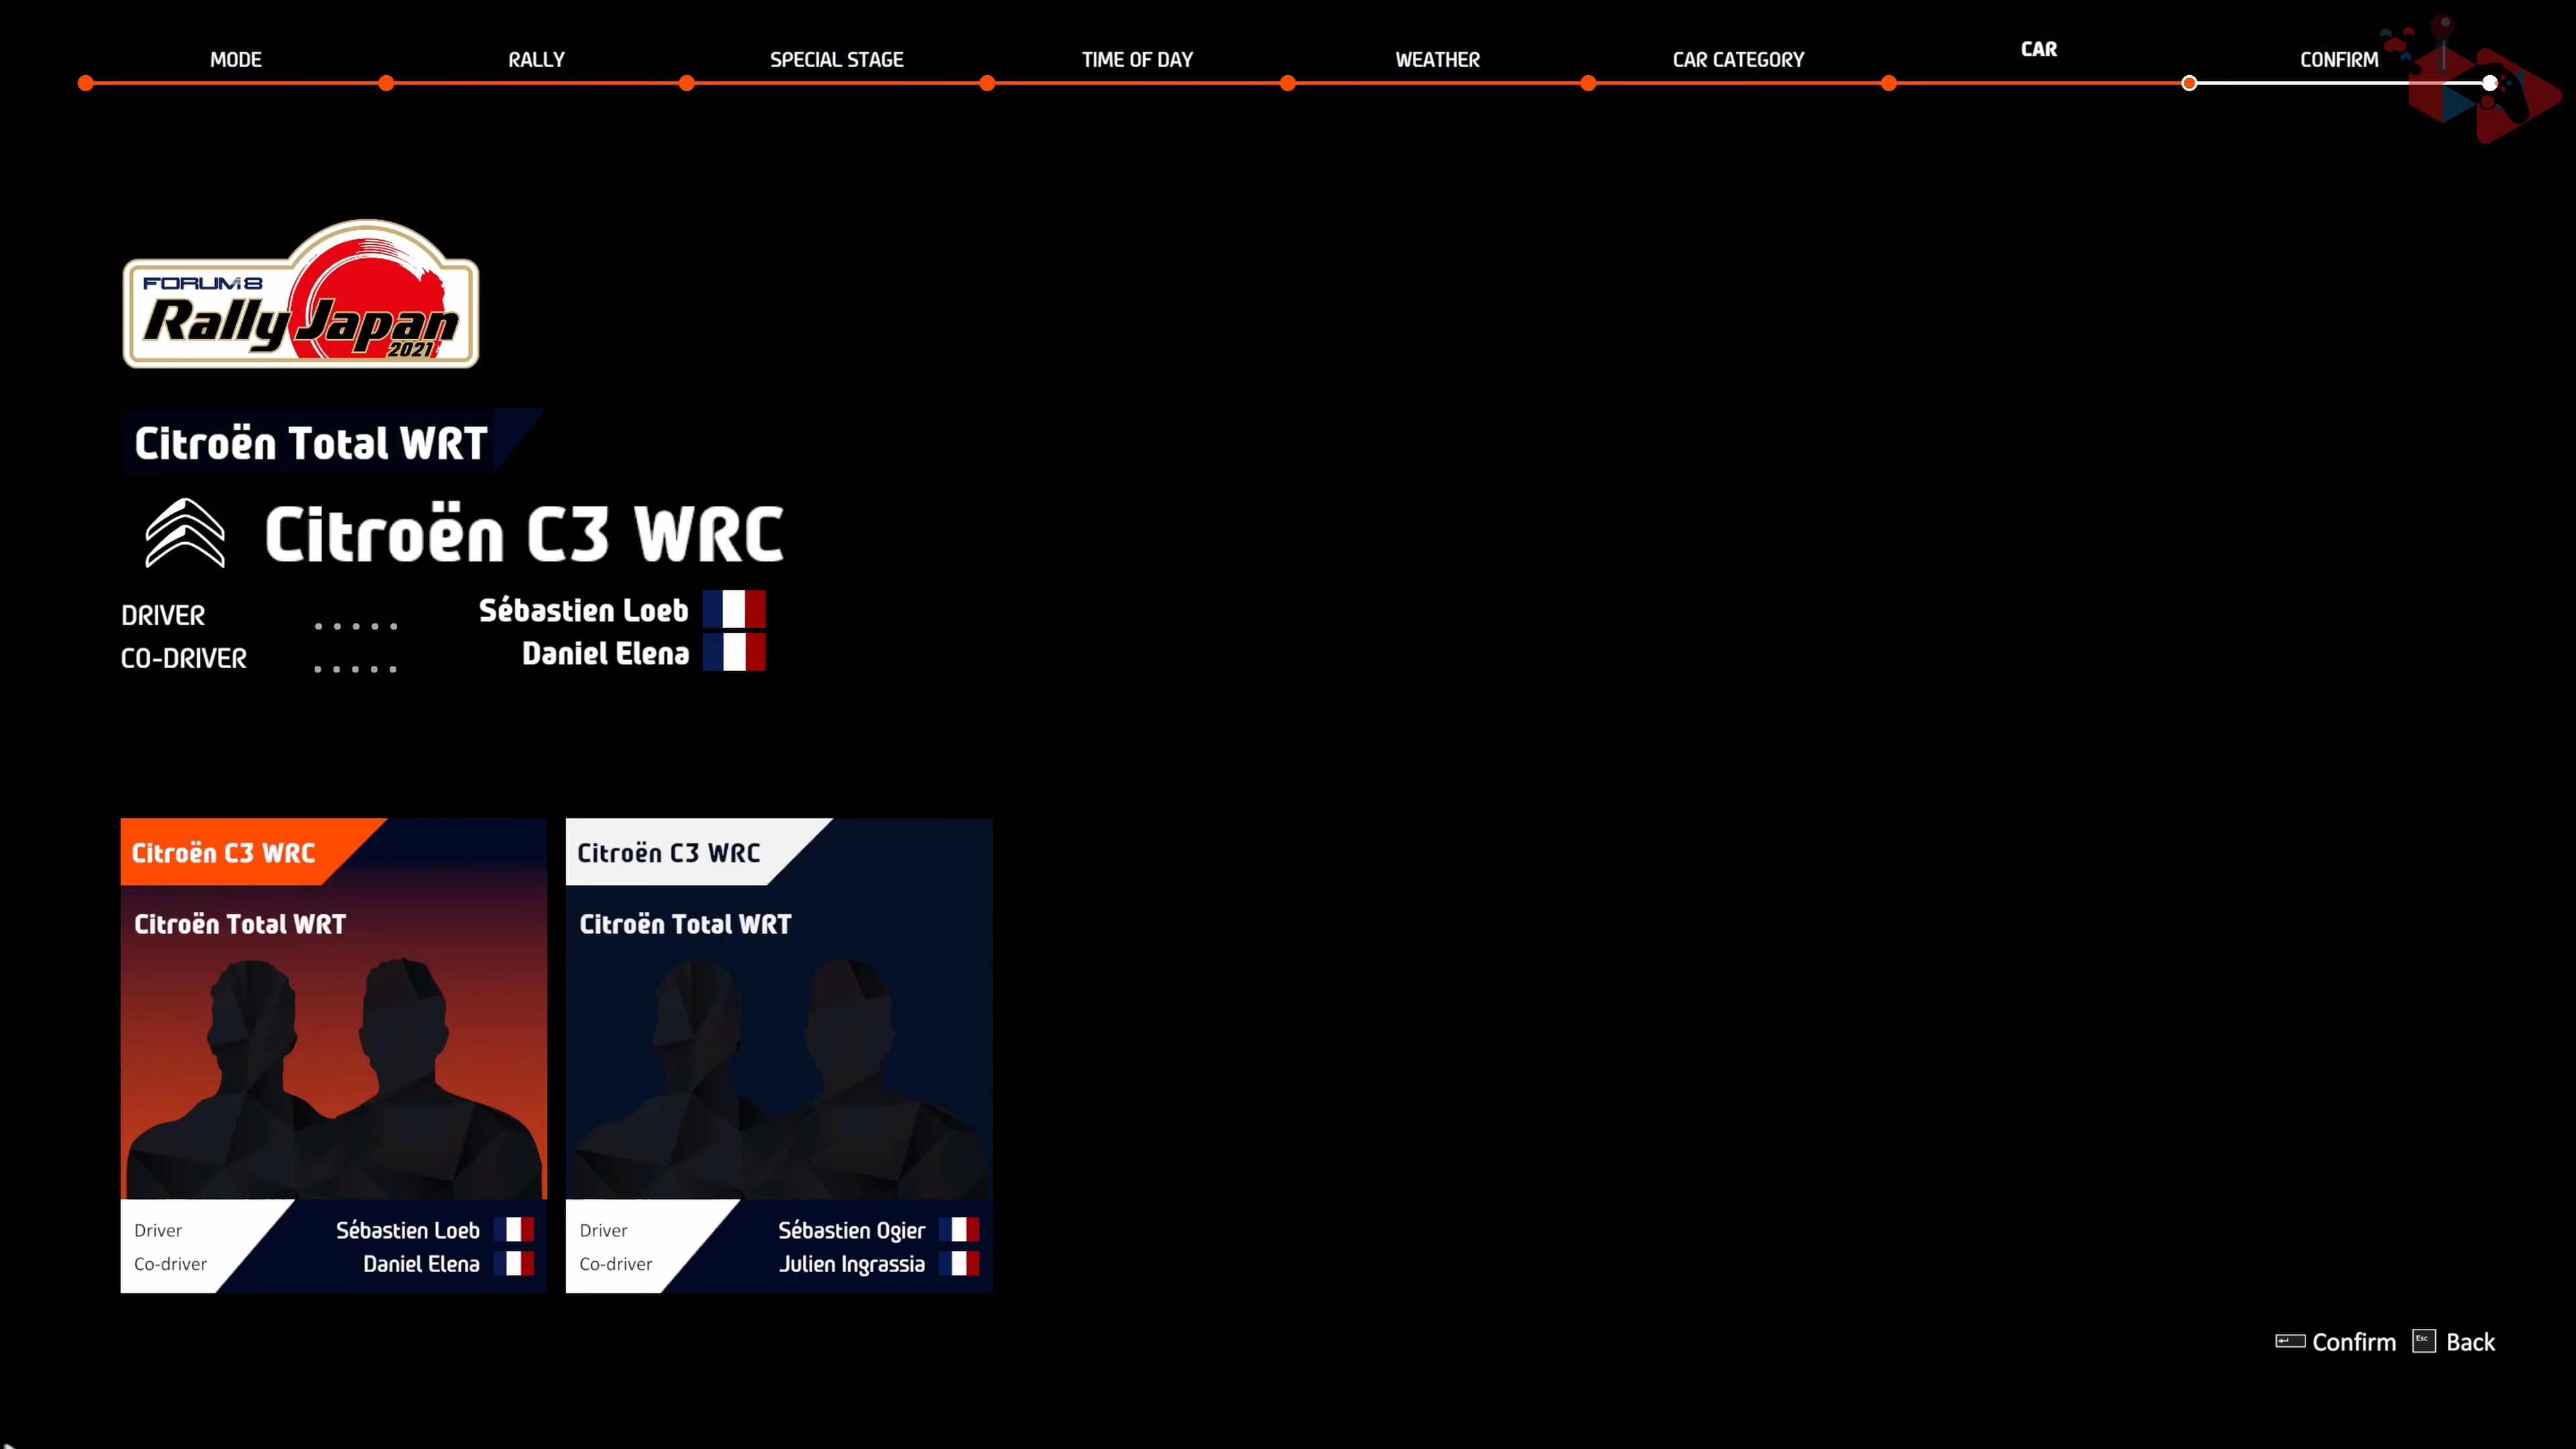 MODE
RALLY
SPECIAL STAGE
TIME OF DAY
WEATHER
CAR CATEGORY
CAR
CONFIRM
FORUM8
Rally Japan
2021
Citroën Total WRT
Citroën C3 WRC
DRIVER ..... Sébastien Loeb
CO-DRIVER ..... Daniel Elena
Citroën C3 WRC
Citroën Total WRT
Driver Sébastien Loeb
Co-driver Daniel Elena
Citroën C3 WRC
Citroën Total WRT
Driver Sébastien Ogier
Co-driver Julien Ingrassia
Confirm
Esc Back